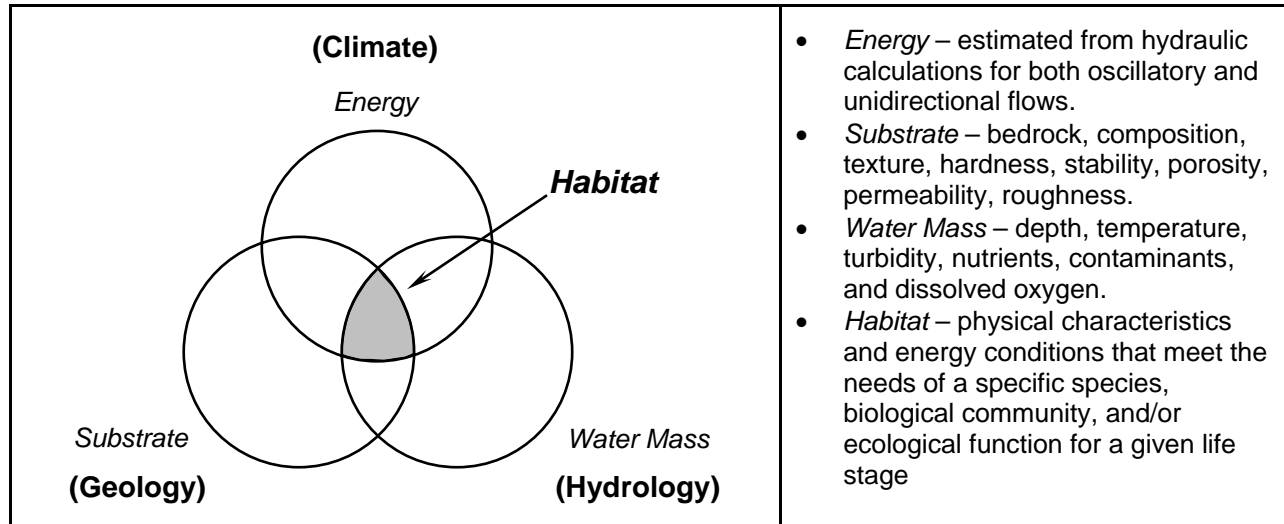 (Climate)
Energy
Habitat
Substrate
(Geology)
Water Mass
(Hydrology)
• Energy – estimated from hydraulic
calculations for both oscillatory and
unidirectional flows.
• Substrate – bedrock, composition,
texture, hardness, stability, porosity,
permeability, roughness.
• Water Mass – depth, temperature,
turbidity, nutrients, contaminants,
and dissolved oxygen.
• Habitat – physical characteristics
and energy conditions that meet the
needs of a specific species,
biological community, and/or
ecological function for a given life
stage